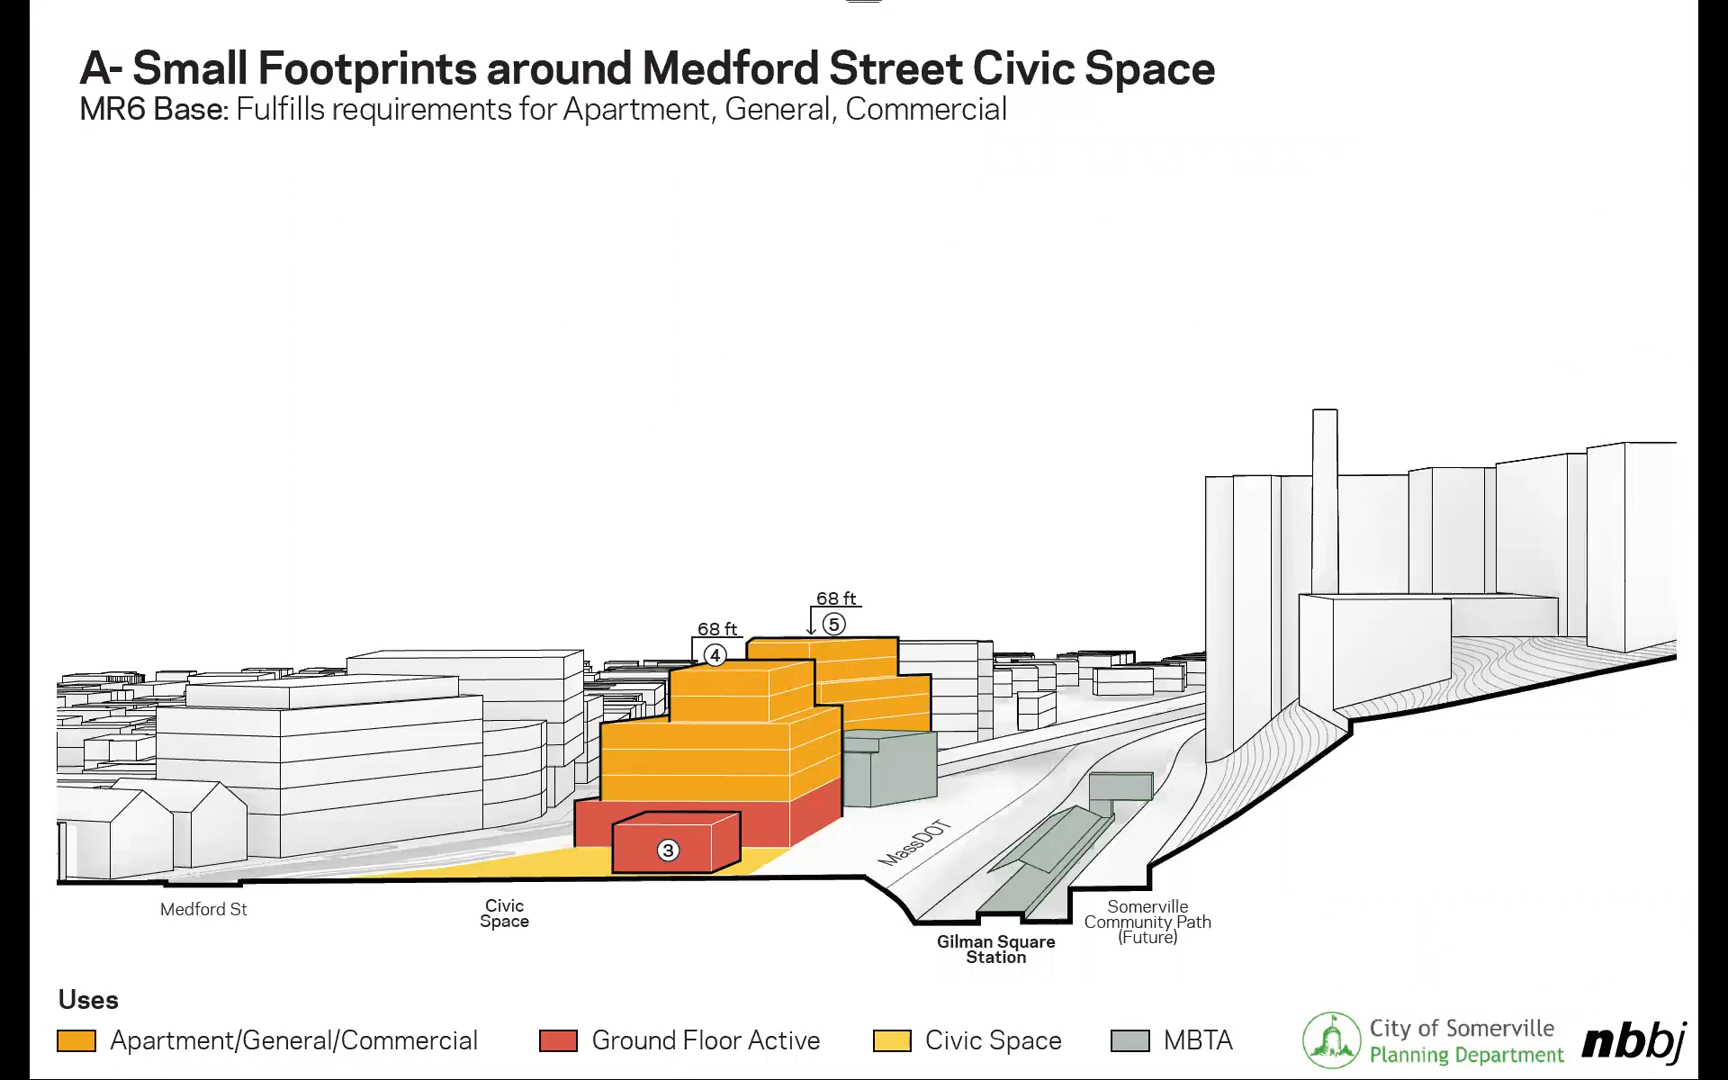 A- Small Footprints around Medford Street Civic Space
MR6 Base: Fulfills requirements for Apartment, General, Commercial
68 ft
5
68 ft
4
3
MassDOT
Medford St
Civic
Space
Gilman Square
Station
Somerville
Community Path
(Future)
Uses
Apartment/General/Commercial
Ground Floor Active
Civic Space
MBTA
City of Somerville
Planning Department
nbbj